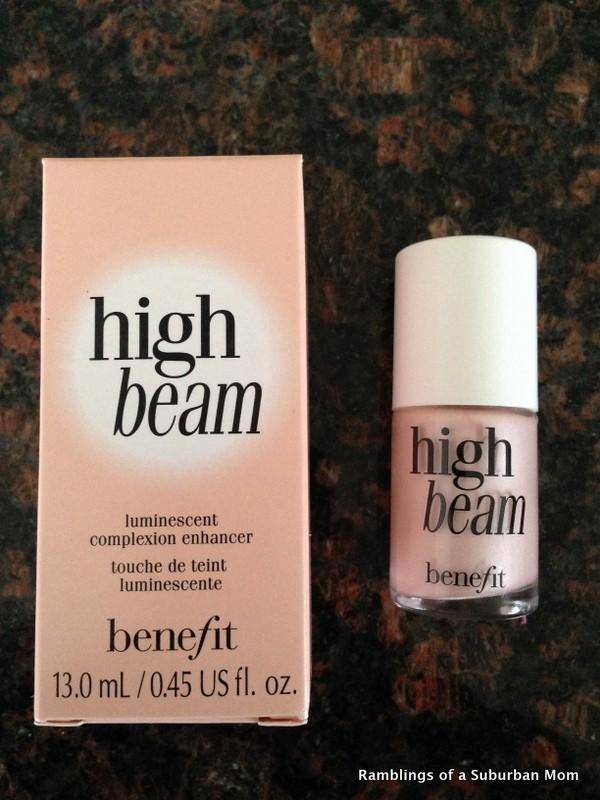 high
beam
luminescent
complexion enhancer
touche de teint
luminescente
benefit
13.0 mL / 0.45 US fl. oz.
high
beam
benefit
Ramblings of a Suburban Mom